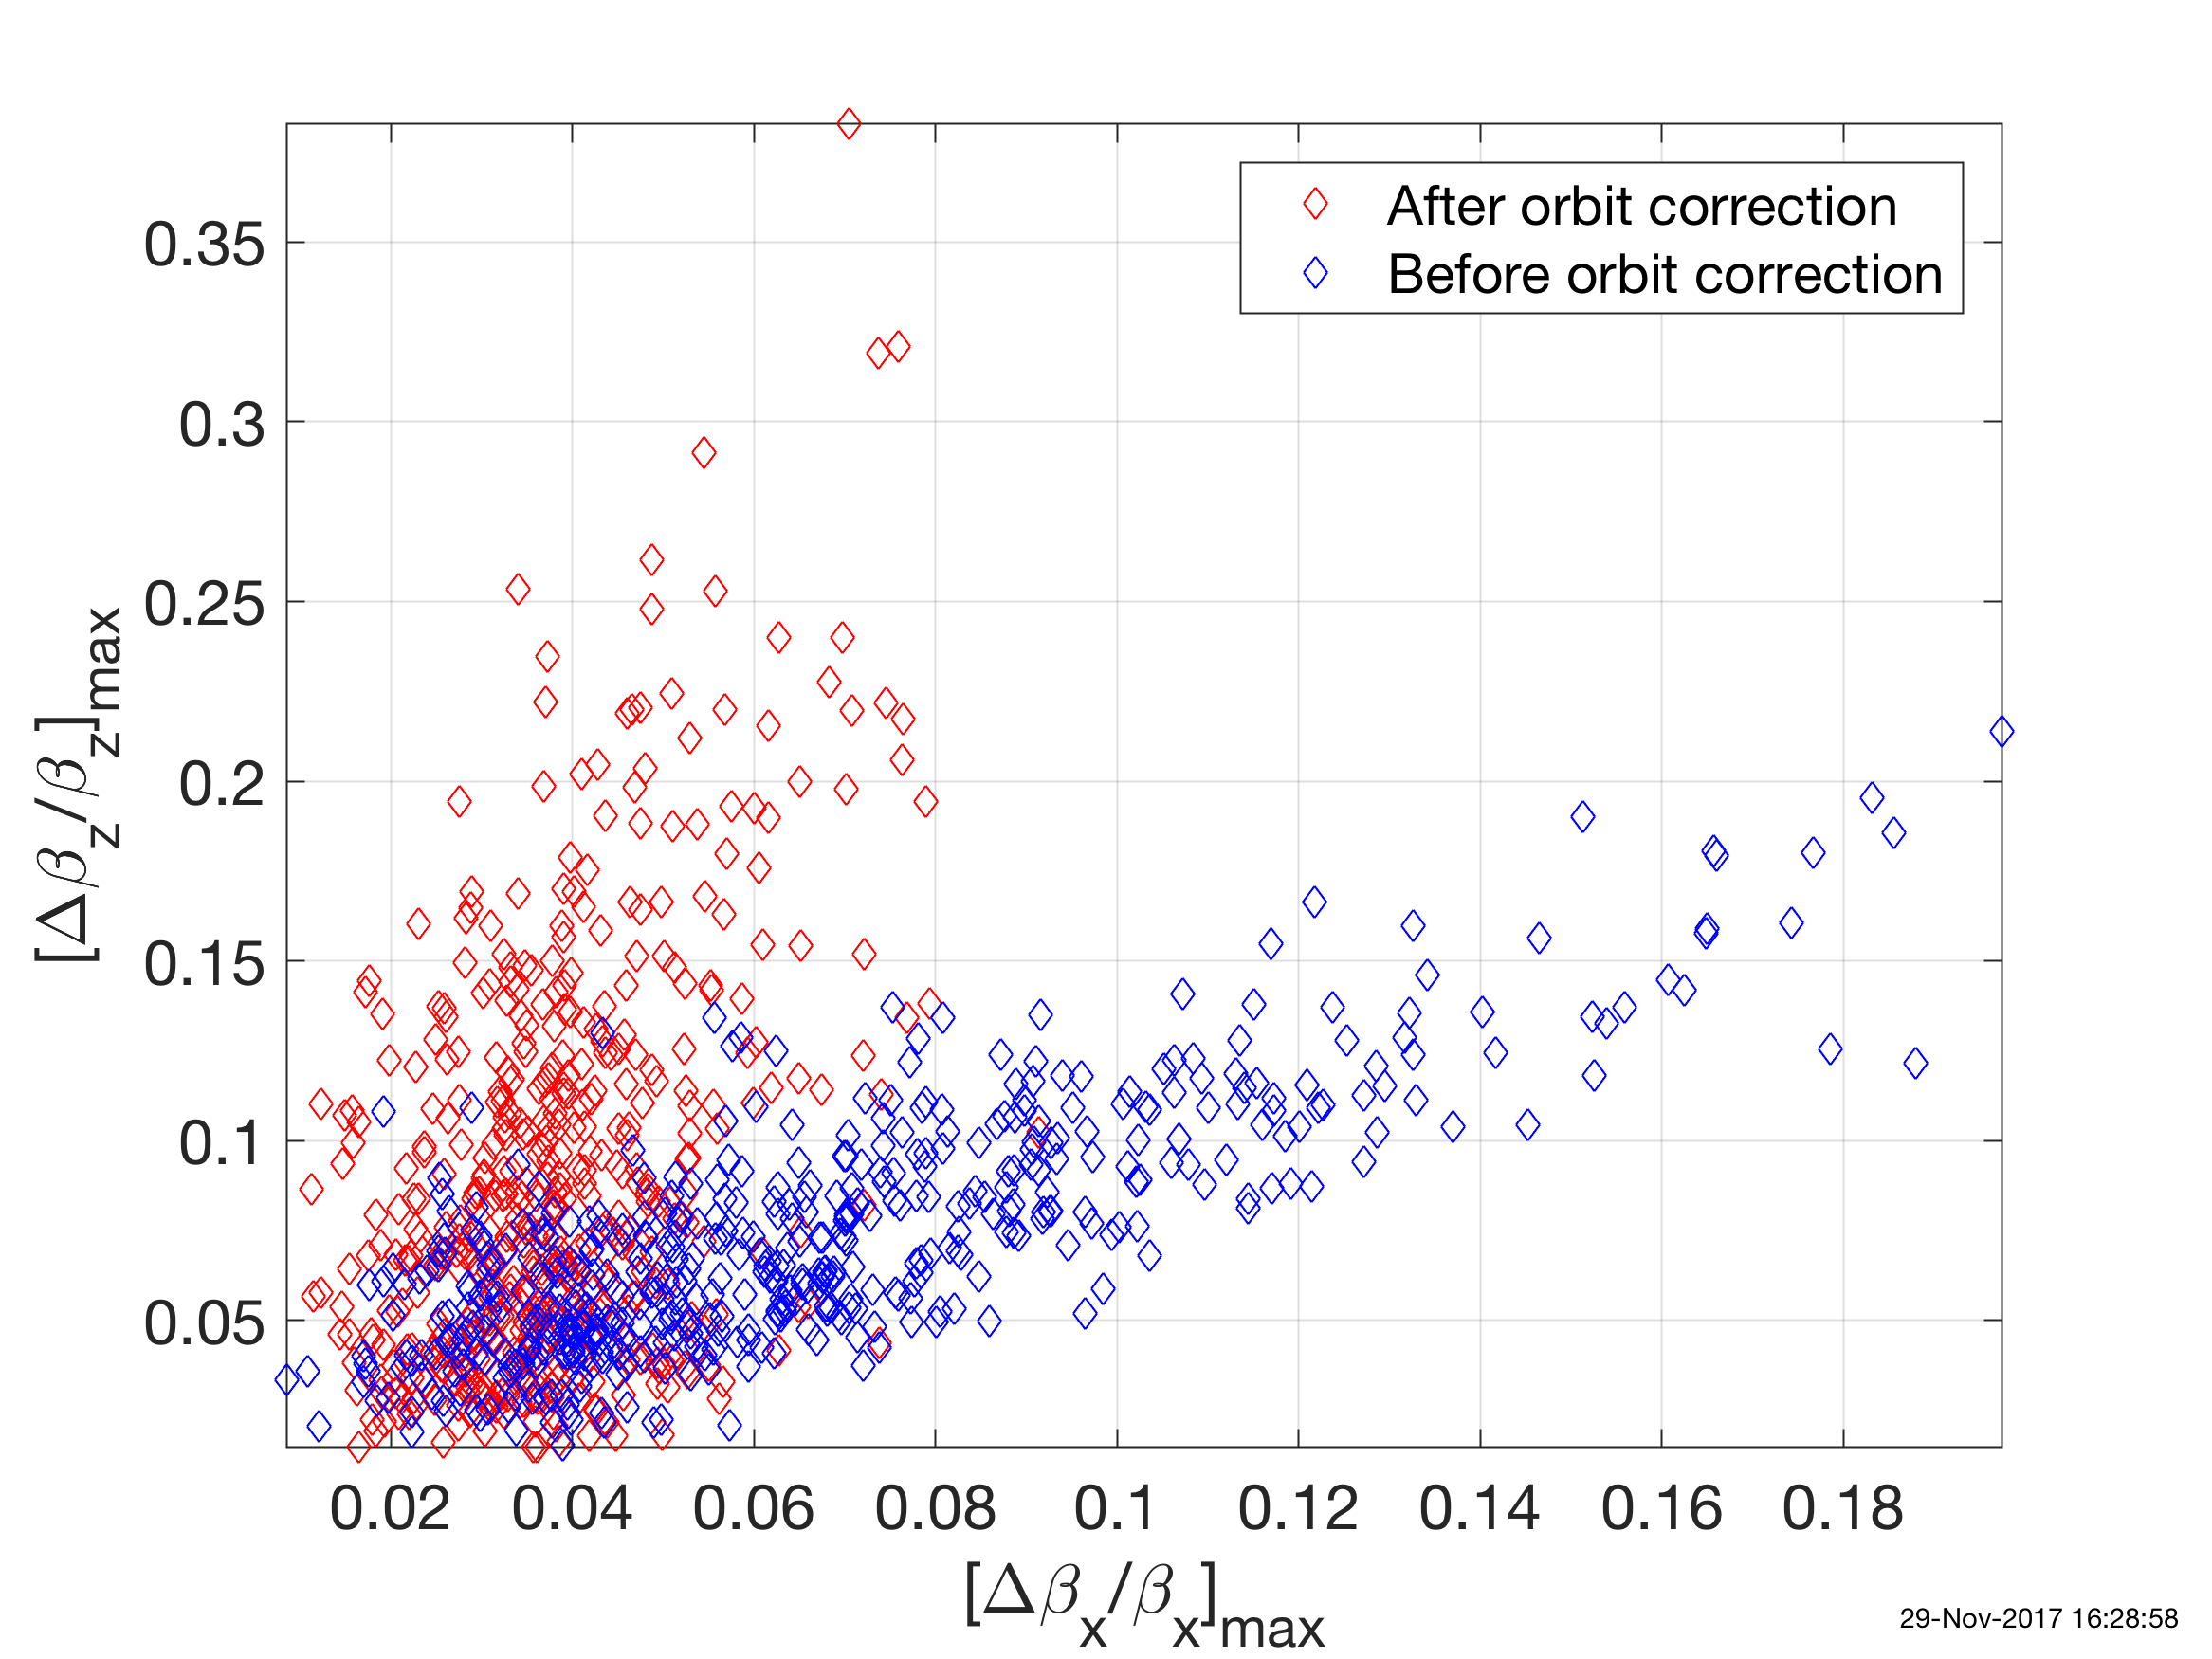 After orbit correction
Before orbit correction
0.35
0.3
0.25
0.2
0.15
0.1
0.05
[Δβz/βz]max
0.02 0.04 0.06 0.08 0.1 0.12 0.14 0.16 0.18
[Δβx/βx]max
29-Nov-2017 16:28:58